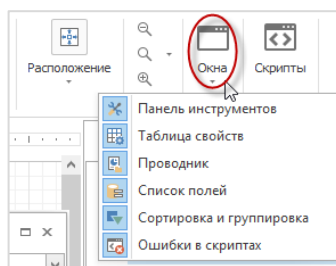 Расположение
Окна
Скрипты
Панель инструментов
Таблица свойств
Проводник
Список полей
Сортировка и группировка
Ошибки в скриптах